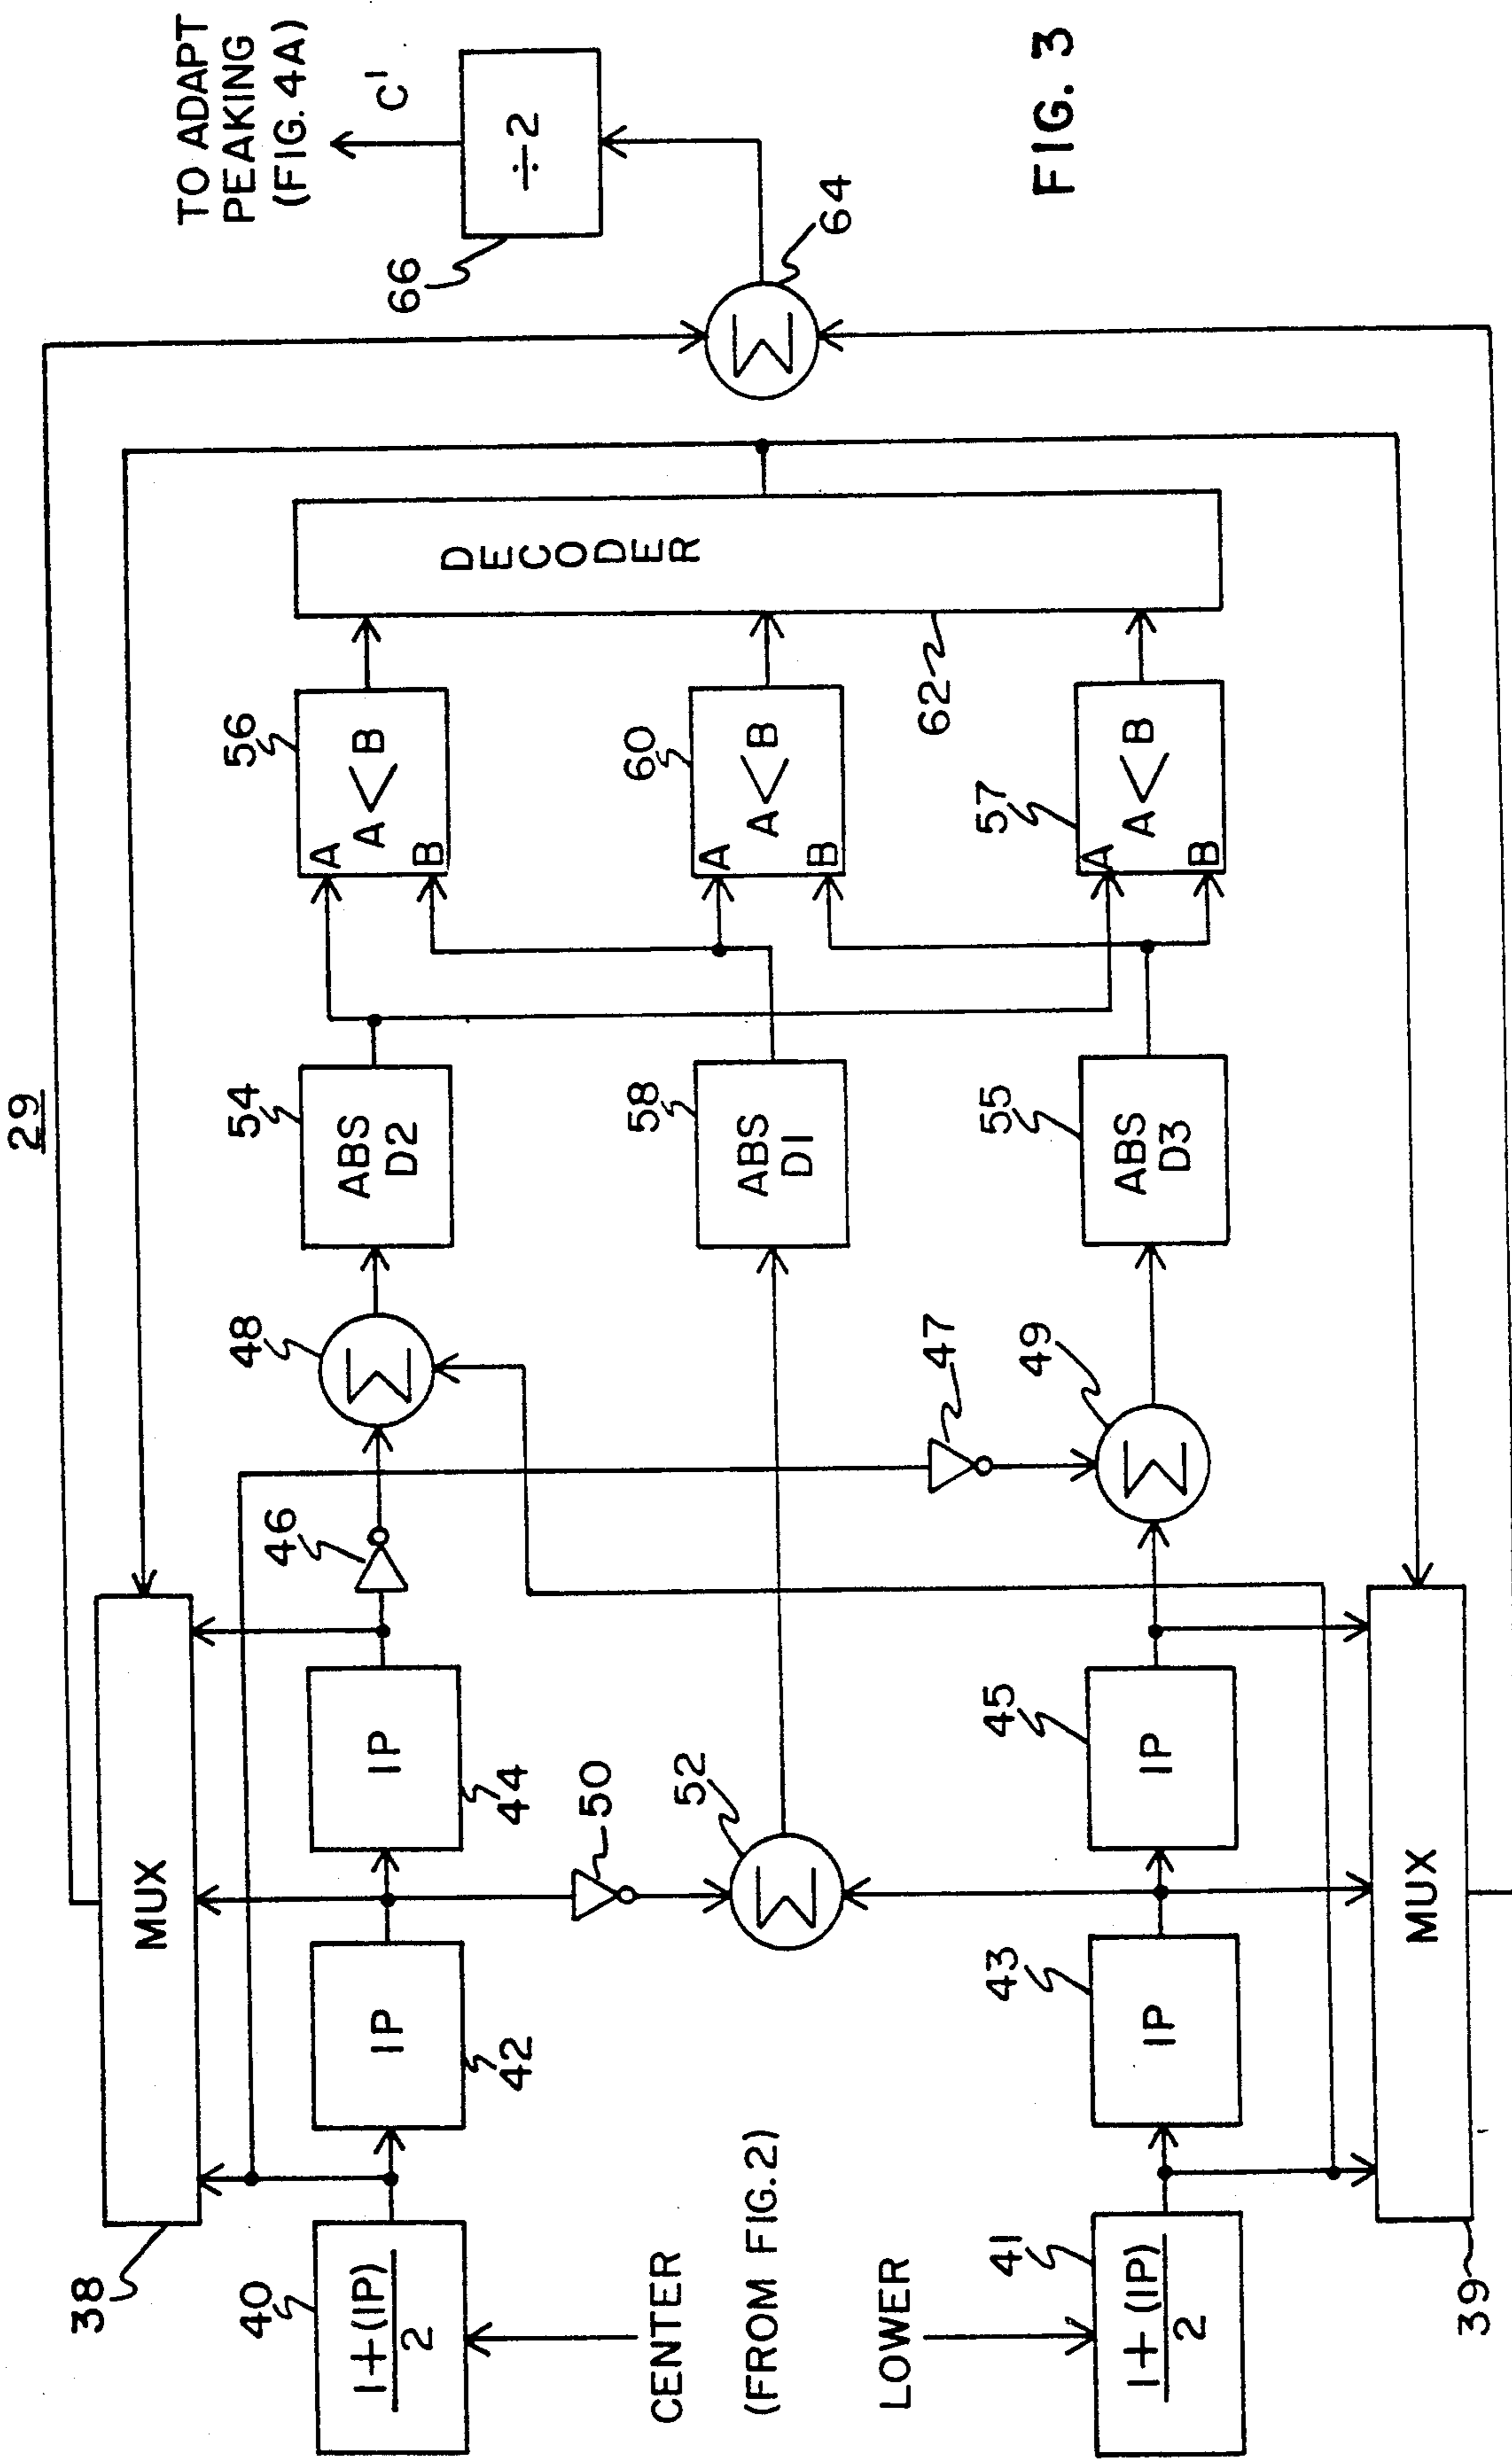 29
38
MUX
40
1+(IP)
2
42
IP
44
IP
46
48
54
ABS
D2
56
A
A<B
B
CENTER
(FROM FIG.2)
LOWER
50
52
58
ABS
D1
60
A
A<B
B
62
DECODER
41
1+(IP)
2
43
IP
45
IP
47
49
55
ABS
D3
57
A
A<B
B
39
MUX
64
66
÷2
C'
TO ADAPT
PEAKING
(FIG. 4A)
Σ
Σ
Σ
Σ
FIG. 3